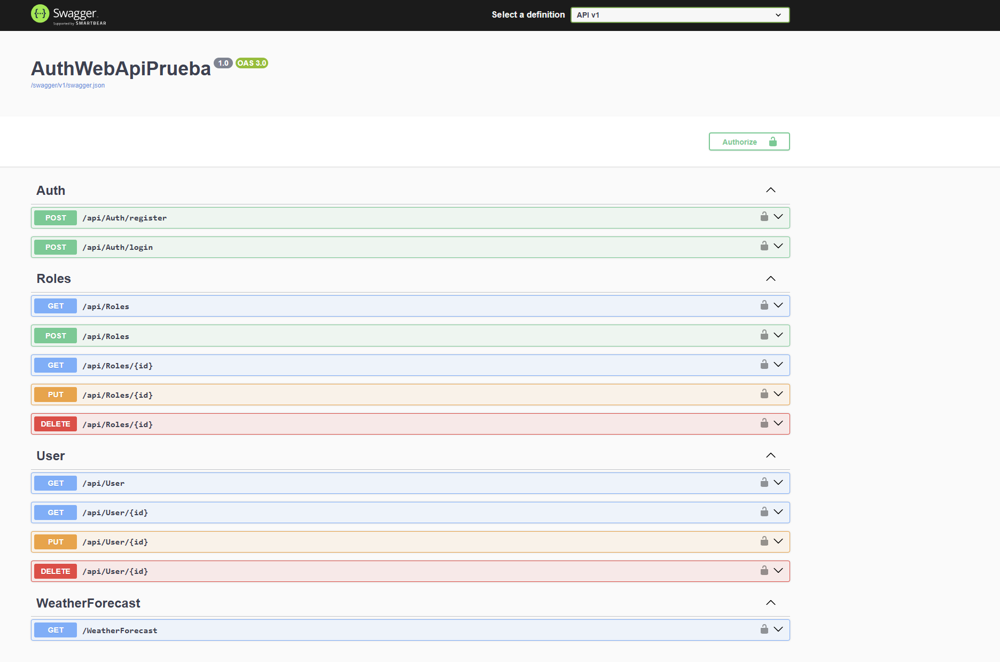 Swagger
Supported by SMARTBEAR
Select a definition
API v1
AuthWebApiPrueba 1.0 OAS 3.0
/swagger/v1/swagger.json
Authorize
Auth
POST /api/Auth/register
POST /api/Auth/login
Roles
GET /api/Roles
POST /api/Roles
GET /api/Roles/{id}
PUT /api/Roles/{id}
DELETE /api/Roles/{id}
User
GET /api/User
GET /api/User/{id}
PUT /api/User/{id}
DELETE /api/User/{id}
WeatherForecast
GET /WeatherForecast